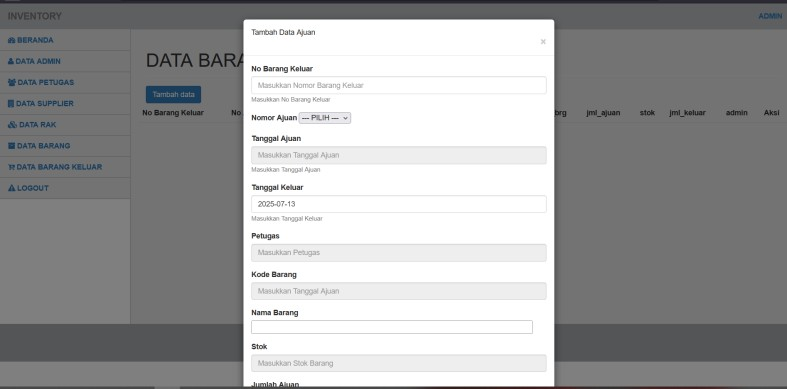 INVENTORY
ADMIN
BERANDA
DATA ADMIN
DATA PETUGAS
DATA SUPPLIER
DATA RAK
DATA BARANG
DATA BARANG KELUAR
LOGOUT
DATA BARA
Tambah data
No Barang Keluar
No
brg
jml_ajuan
stok
jml_keluar
admin
Aksi
Tambah Data Ajuan
×
No Barang Keluar
Masukkan Nomor Barang Keluar
Masukkan No Barang Keluar
Nomor Ajuan --- PILIH ---
Tanggal Ajuan
Masukkan Tanggal Ajuan
Masukkan Tanggal Ajuan
Tanggal Keluar
2025-07-13
Masukkan Tanggal Keluar
Petugas
Masukkan Petugas
Kode Barang
Masukkan Tanggal Ajuan
Nama Barang
Stok
Masukkan Stok Barang
Jumlah Ajuan